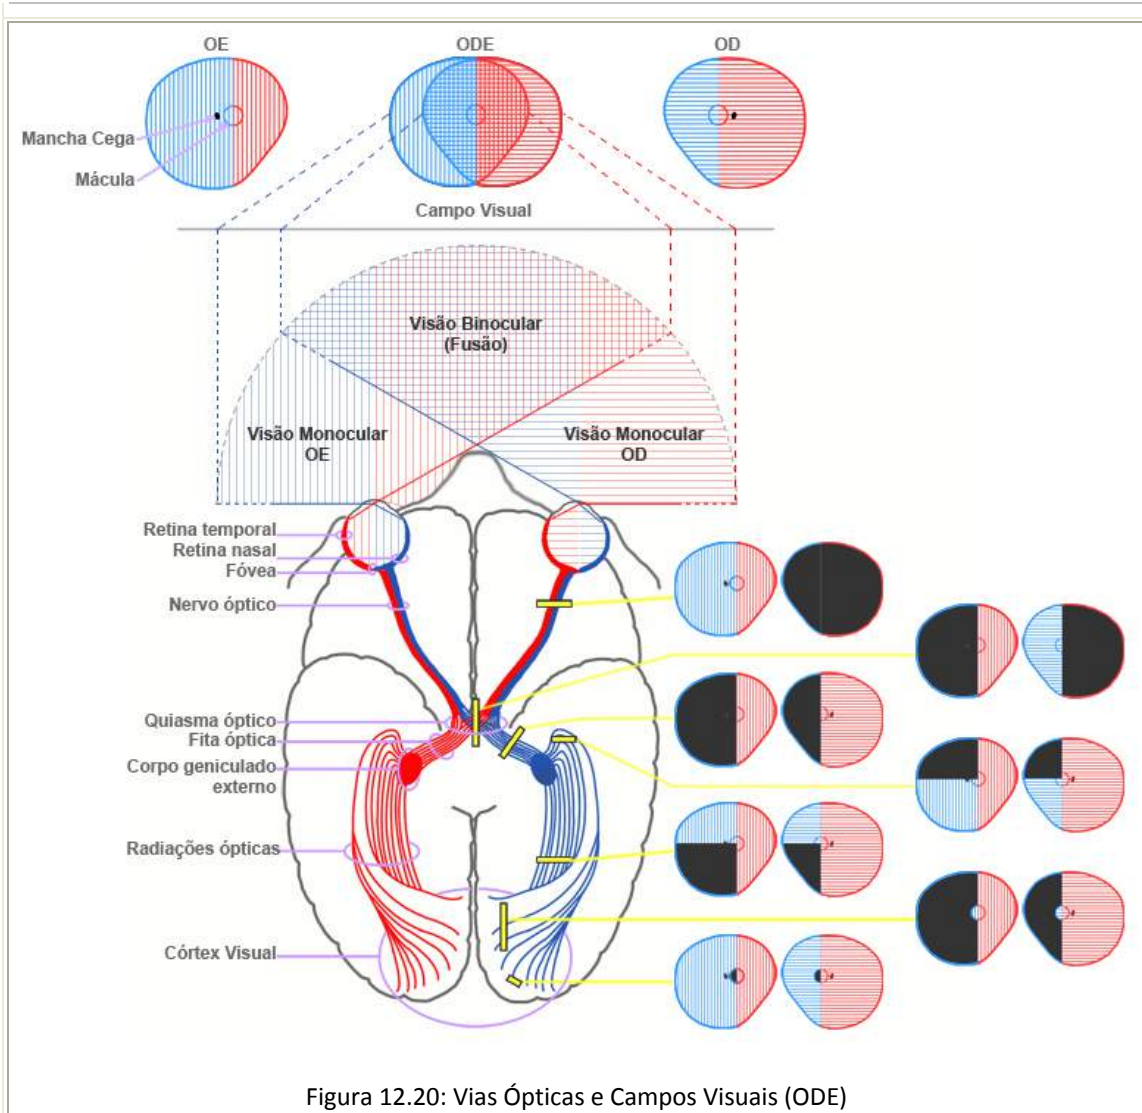 OE
ODE
OD
Mancha Cega
Mácula
Campo Visual
Visão Binocular
(Fusão)
Visão Monocular
OE
Visão Monocular
OD
Retina temporal
Retina nasal
Fóvea
Nervo óptico
Quiasma óptico
Fita óptica
Corpo geniculado
externo
Radiações ópticas
Córtex Visual
Figura 12.20: Vias Ópticas e Campos Visuais (ODE)